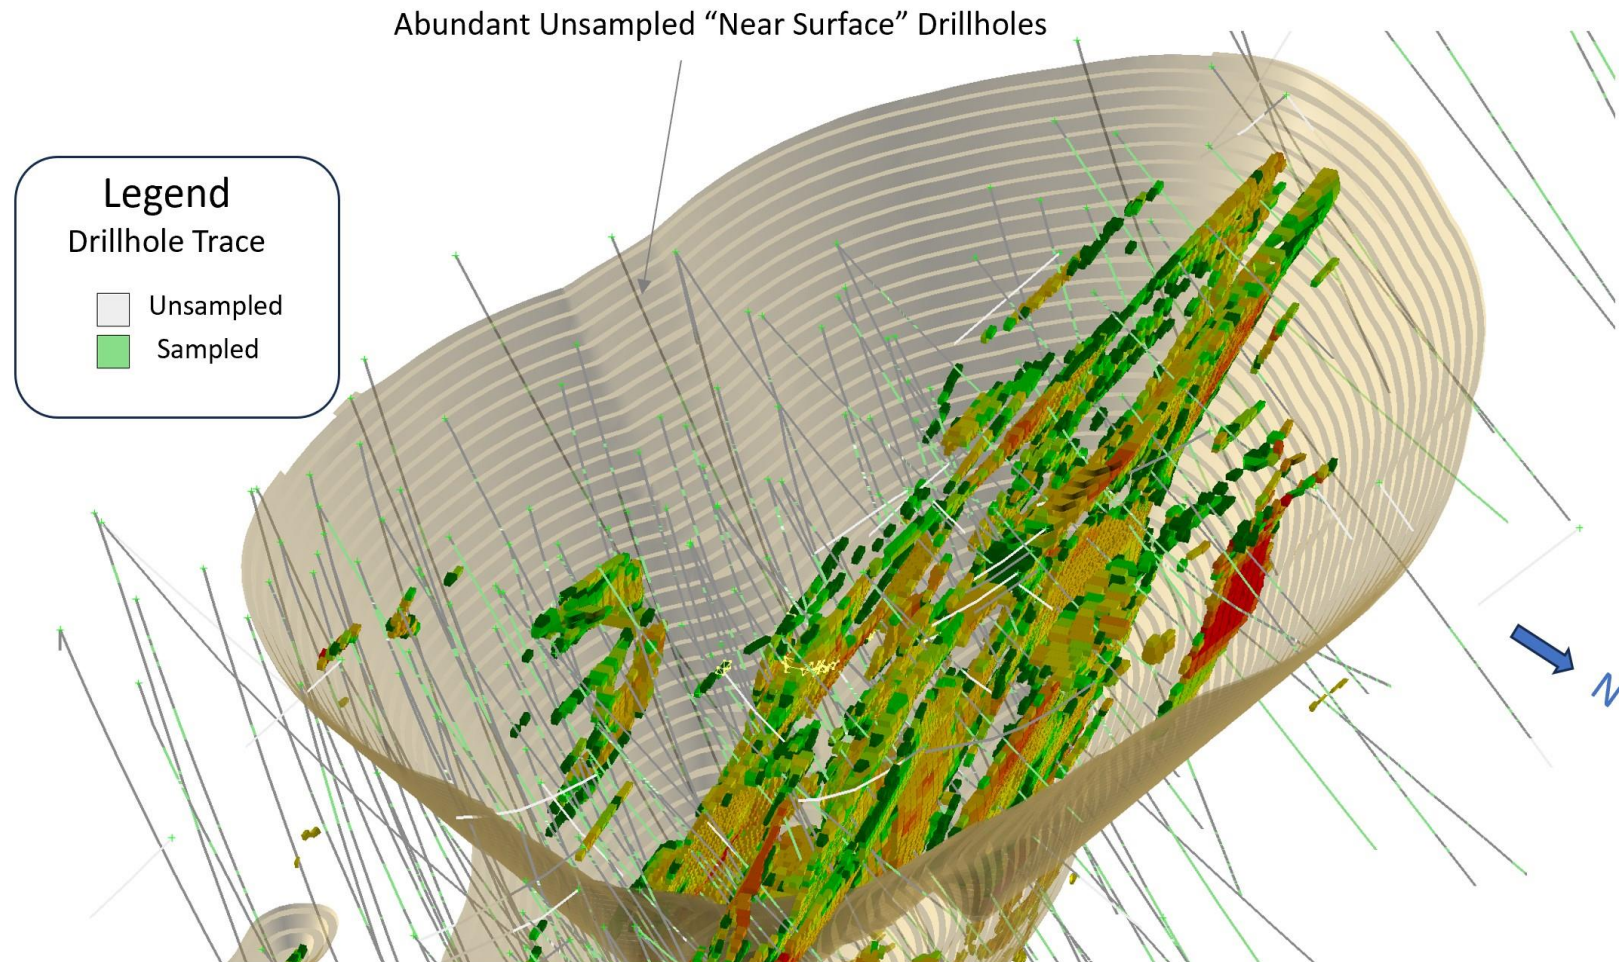 Abundant Unsampled “Near Surface” Drillholes
Legend
Drillhole Trace
Unsampled
Sampled
N